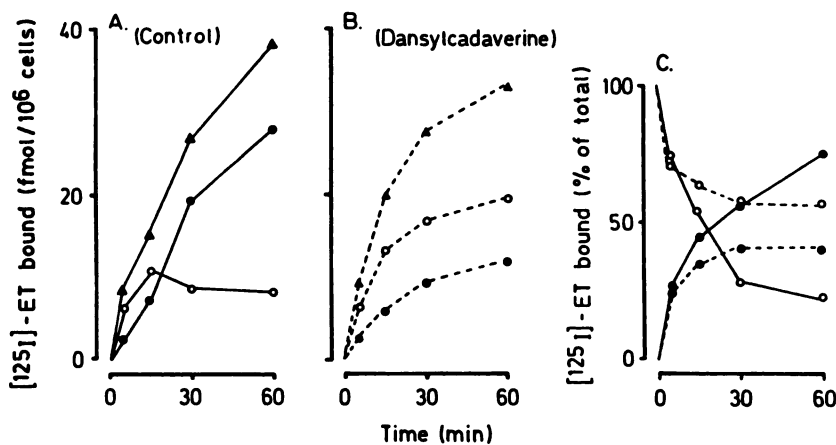 A.
(Control)
B.
(Dansylcadaverine)
C.
[125I]-ET bound (fmol/10⁶ cells)
40
20
0
0 30 60
0 30 60
[125I]-ET bound (% of total)
100
50
0
0 30 60
Time (min)